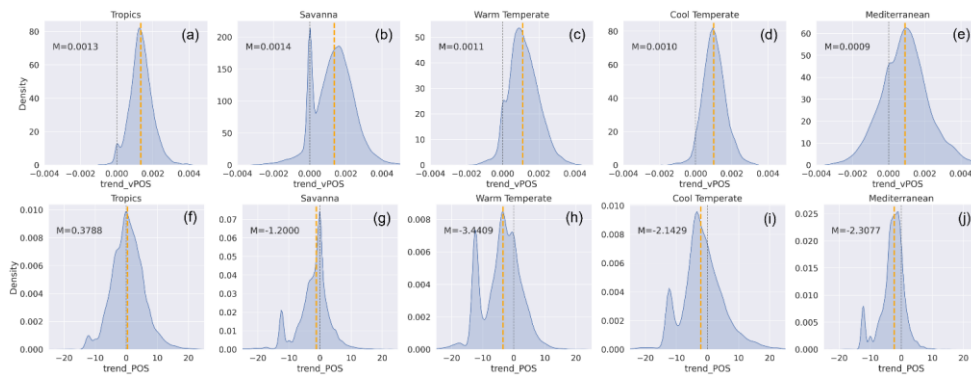 Tropics
Savanna
Warm Temperate
Cool Temperate
Mediterranean
80
60
40
20
0
Density
M=0.0013
(a)
−0.004 −0.002 0.000 0.002 0.004
trend_vPOS
200
150
100
50
0
M=0.0014
(b)
−0.004 −0.002 0.000 0.002 0.004
trend_vPOS
50
40
30
20
10
0
M=0.0011
(c)
−0.004 −0.002 0.000 0.002 0.004
trend_vPOS
80
60
40
20
0
M=0.0010
(d)
−0.004 −0.002 0.000 0.002 0.004
trend_vPOS
60
50
40
30
20
10
0
M=0.0009
(e)
−0.002 0.000 0.002 0.004
trend_vPOS
Tropics
Savanna
Warm Temperate
Cool Temperate
Mediterranean
0.010
0.008
0.006
0.004
0.002
0.000
Density
M=0.3788
(f)
−20 −10 0 10 20
trend_POS
0.07
0.06
0.05
0.04
0.03
0.02
0.01
0.00
M=-1.2000
(g)
−20 −10 0 10 20
trend_POS
0.008
0.006
0.004
0.002
0.000
M=-3.4409
(h)
−20 −10 0 10 20
trend_POS
0.010
0.008
0.006
0.004
0.002
0.000
M=-2.1429
(i)
−20 −10 0 10 20
trend_POS
0.025
0.020
0.015
0.010
0.005
0.000
M=-2.3077
(j)
−20 −10 0 10 20
trend_POS